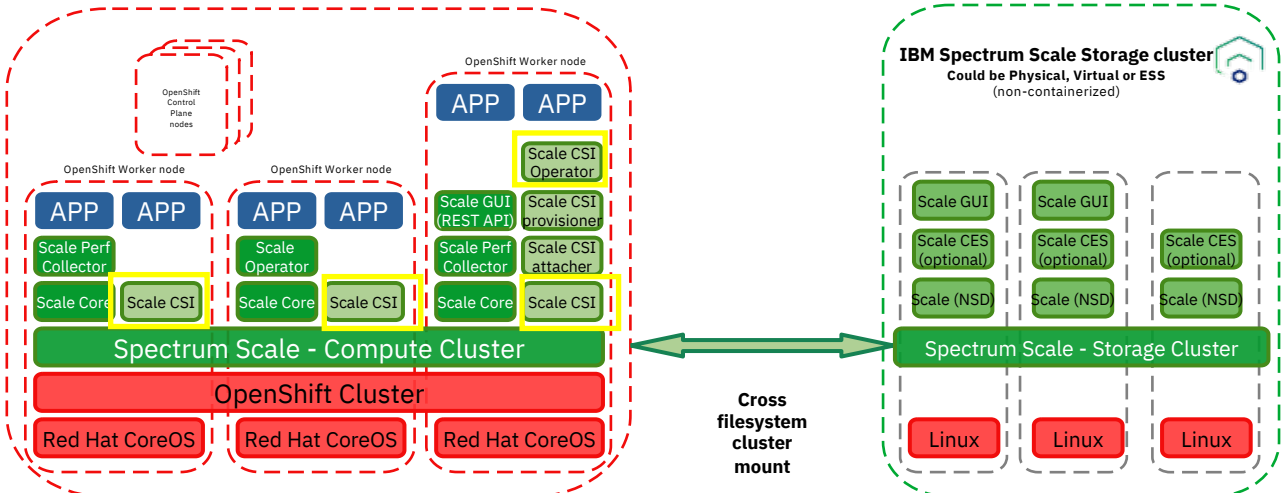 OpenShift
Control
Plane
nodes
OpenShift Worker node
APP APP
Scale Perf
Collector
Scale Core
Scale CSI
OpenShift Worker node
APP APP
Scale
Operator
Scale Core
Scale CSI
OpenShift Worker node
APP APP
Scale CSI
Operator
Scale GUI
(REST API)
Scale CSI
provisioner
Scale Perf
Collector
Scale CSI
attacher
Scale Core
Scale CSI
Spectrum Scale - Compute Cluster
OpenShift Cluster
Red Hat CoreOS
Red Hat CoreOS
Red Hat CoreOS
Cross
filesystem
cluster
mount
IBM Spectrum Scale Storage cluster
Could be Physical, Virtual or ESS
(non-containerized)
Scale GUI
Scale GUI
Scale CES
(optional)
Scale CES
(optional)
Scale CES
(optional)
Scale (NSD)
Scale (NSD)
Scale (NSD)
Spectrum Scale - Storage Cluster
Linux
Linux
Linux